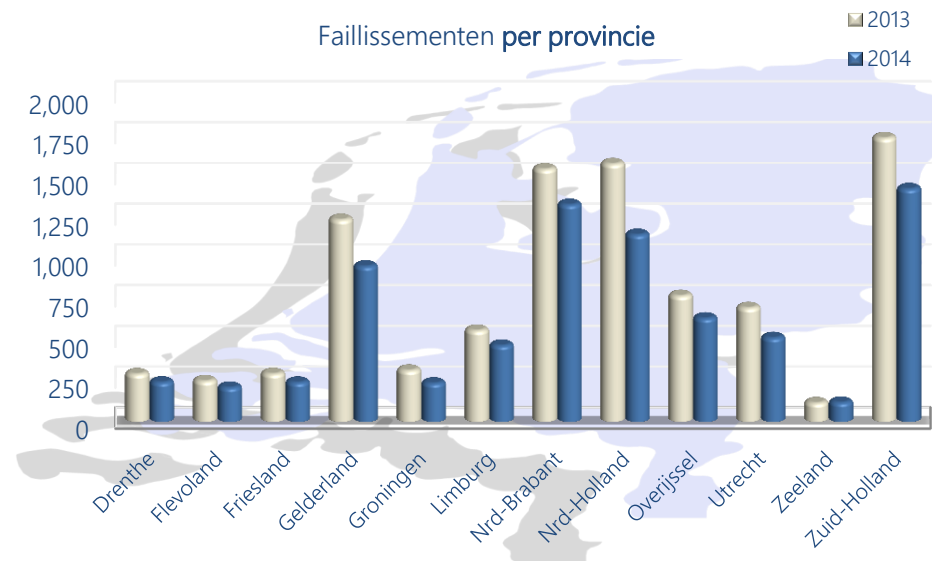 Faillissementen per provincie
2013
2014
2,000
1,750
1,500
1,250
1,000
750
500
250
0
Drenthe
Flevoland
Friesland
Gelderland
Groningen
Limburg
Nrd-Brabant
Nrd-Holland
Overijssel
Utrecht
Zeeland
Zuid-Holland